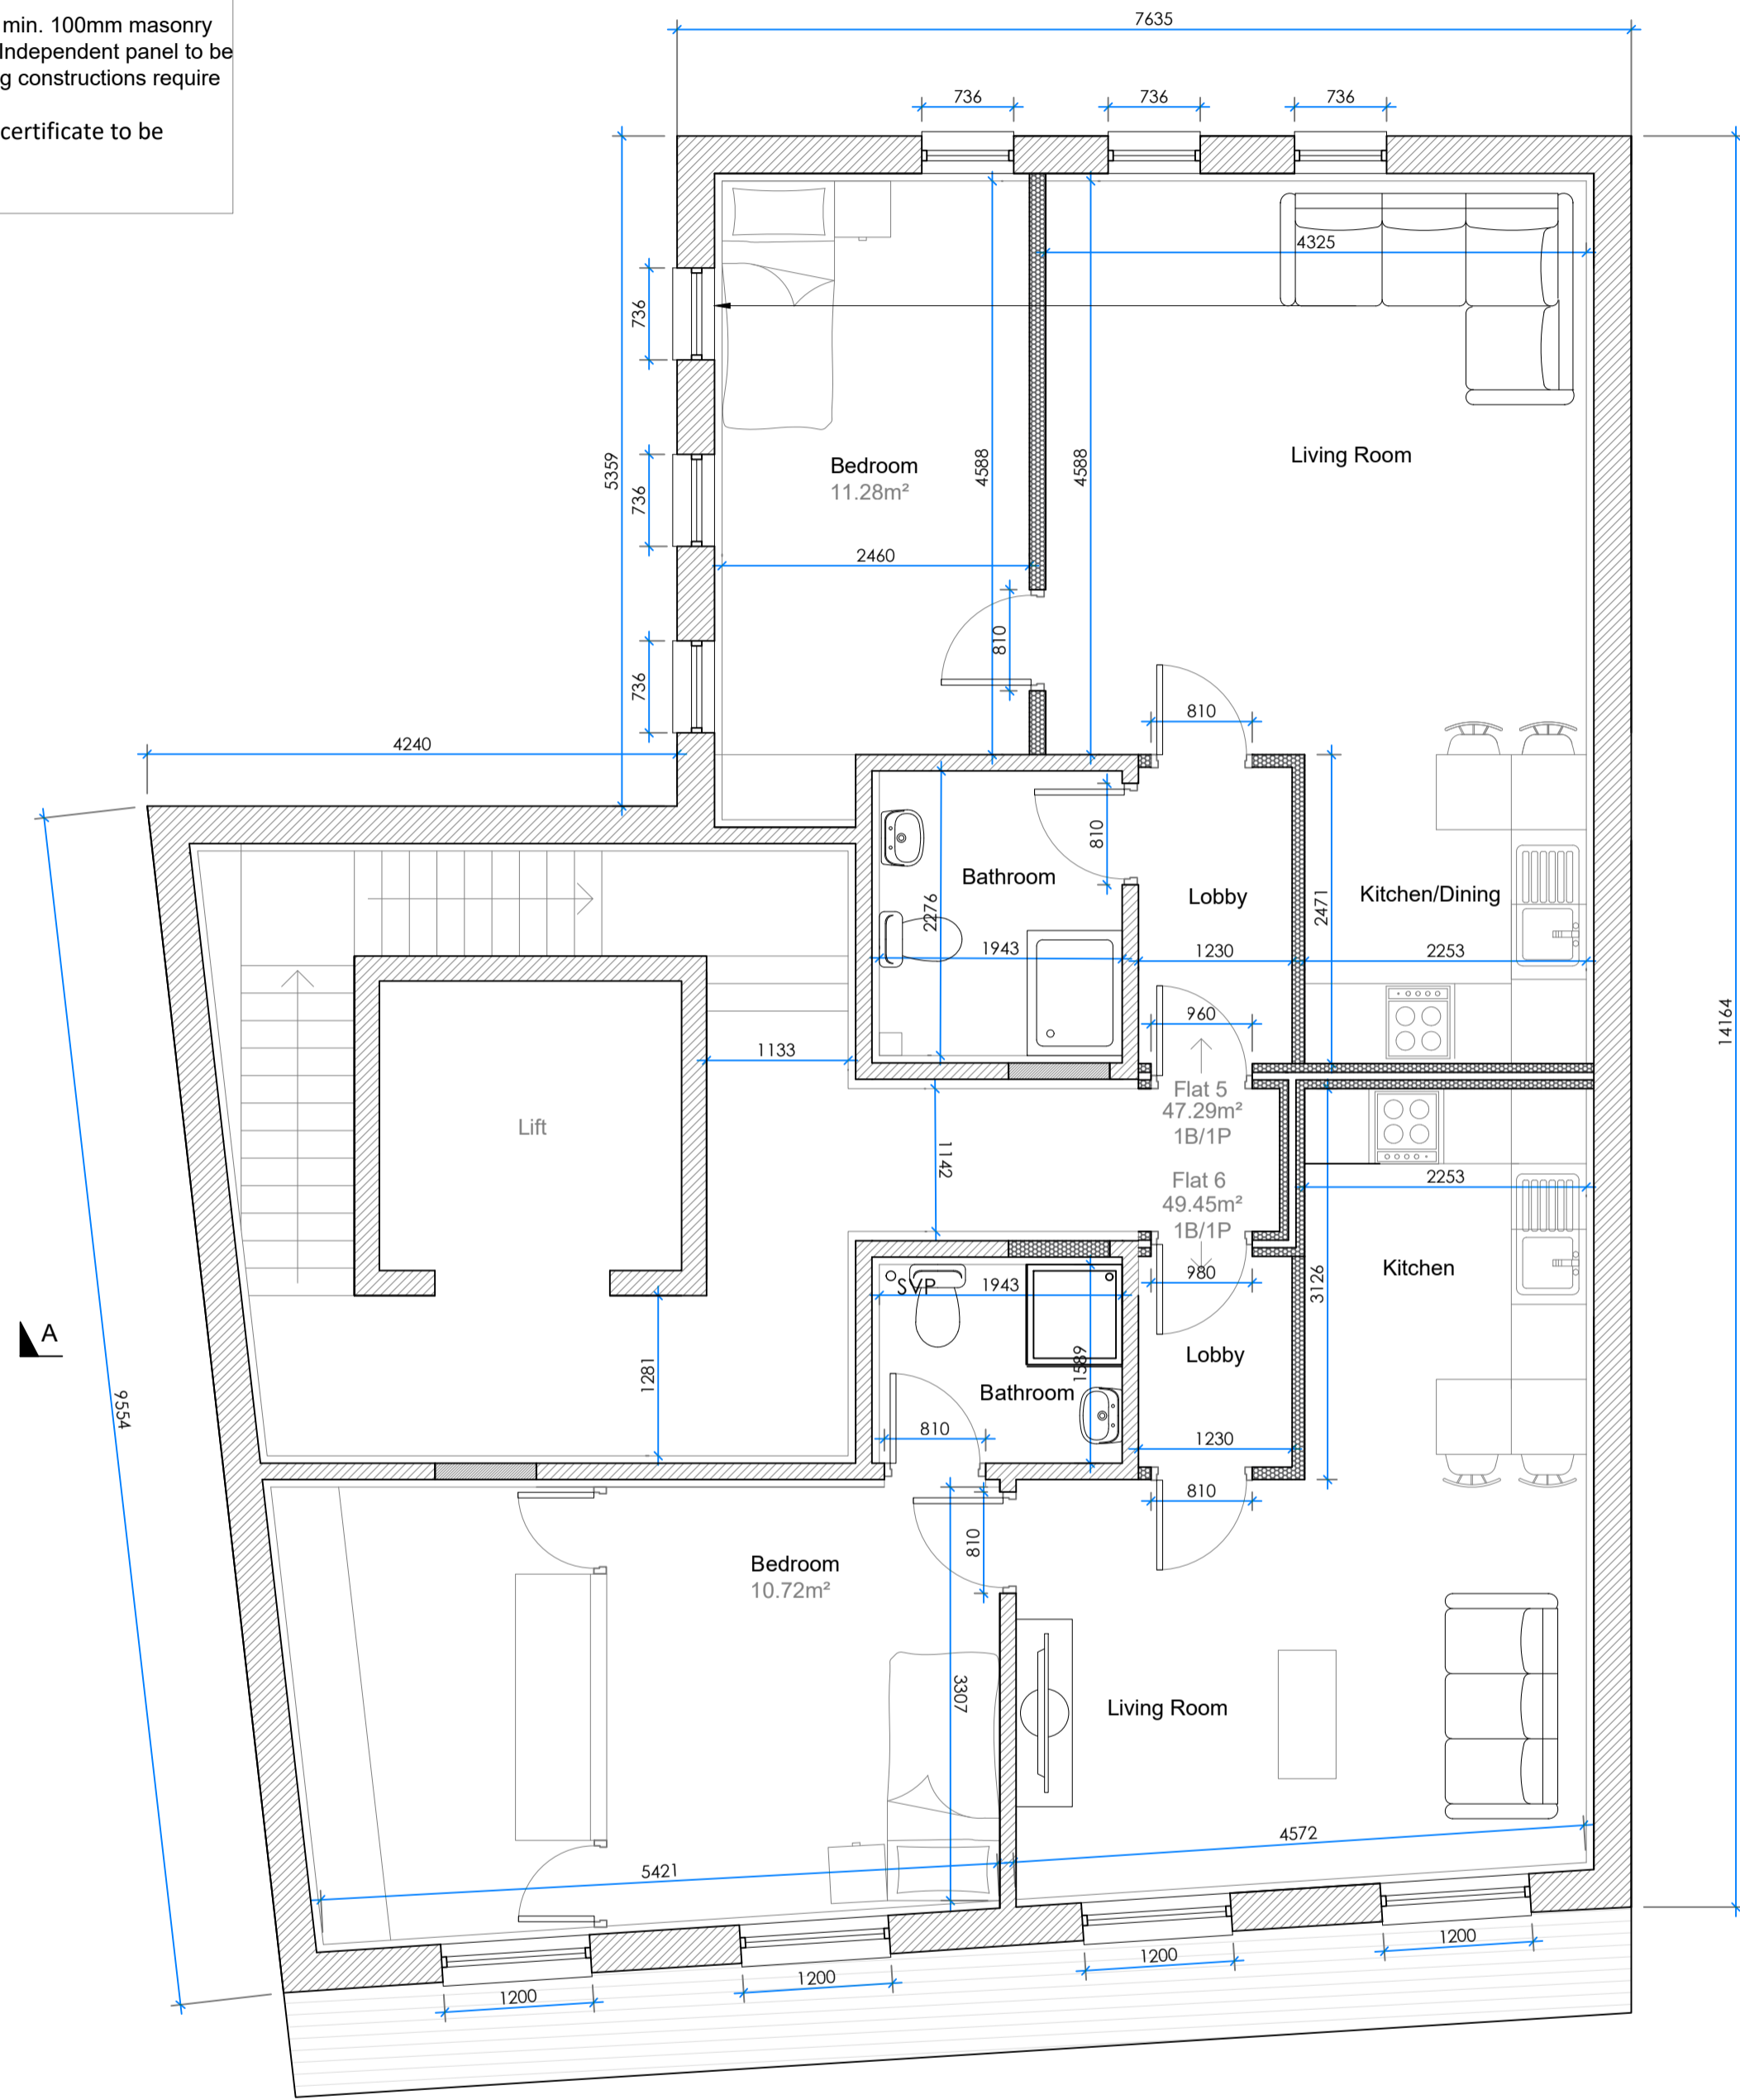 min. 100mm masonry
Independent panel to be
g constructions require
certificate to be
7635
736
736
736
4325
736
5359
736
Bedroom
11.28m²
4588
4588
Living Room
2460
810
736
810
4240
810
Bathroom
2276
1943
Lobby
1230
2471
Kitchen/Dining
2253
14164
960
1133
Lift
1142
Flat 5
47.29m²
1B/1P
Flat 6
49.45m²
1B/1P
2253
Kitchen
3126
980
SVP
1943
1589
Lobby
A
1281
9554
Bathroom
810
1230
810
810
Bedroom
10.72m²
3307
Living Room
4572
5421
1200
1200
1200
1200